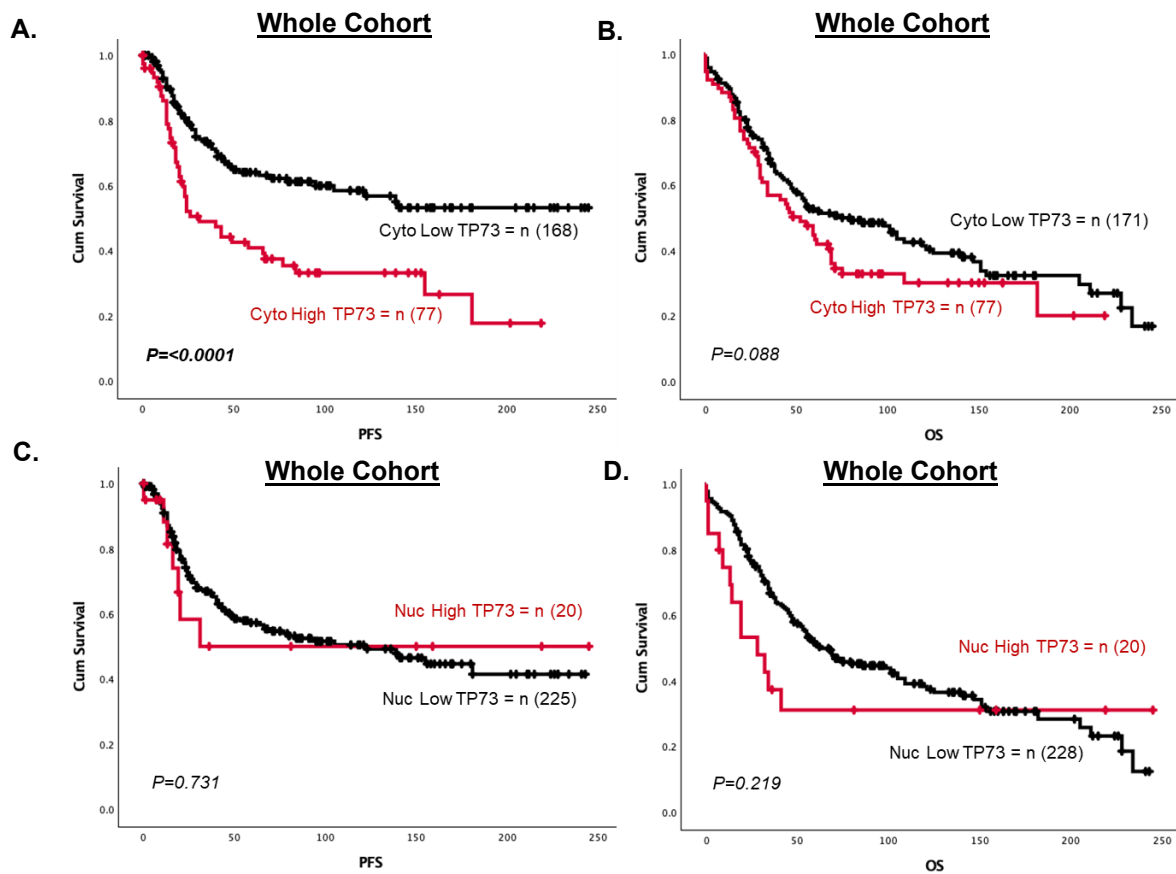 A.
Whole Cohort
Cum Survival
1.0
0.8
0.6
0.4
0.2
0.0
Cyto Low TP73 = n (168)
Cyto High TP73 = n (77)
P=<0.0001
0 50 100 150 200 250
PFS
B.
Whole Cohort
Cum Survival
1.0
0.8
0.6
0.4
0.2
0.0
Cyto Low TP73 = n (171)
Cyto High TP73 = n (77)
P=0.088
0 50 100 150 200 250
OS
C.
Whole Cohort
Cum Survival
1.0
0.8
0.6
0.4
0.2
0.0
Nuc High TP73 = n (20)
Nuc Low TP73 = n (225)
P=0.731
0 50 100 150 200 250
PFS
D.
Whole Cohort
Cum Survival
1.0
0.8
0.6
0.4
0.2
0.0
Nuc High TP73 = n (20)
Nuc Low TP73 = n (228)
P=0.219
0 50 100 150 200 250
OS